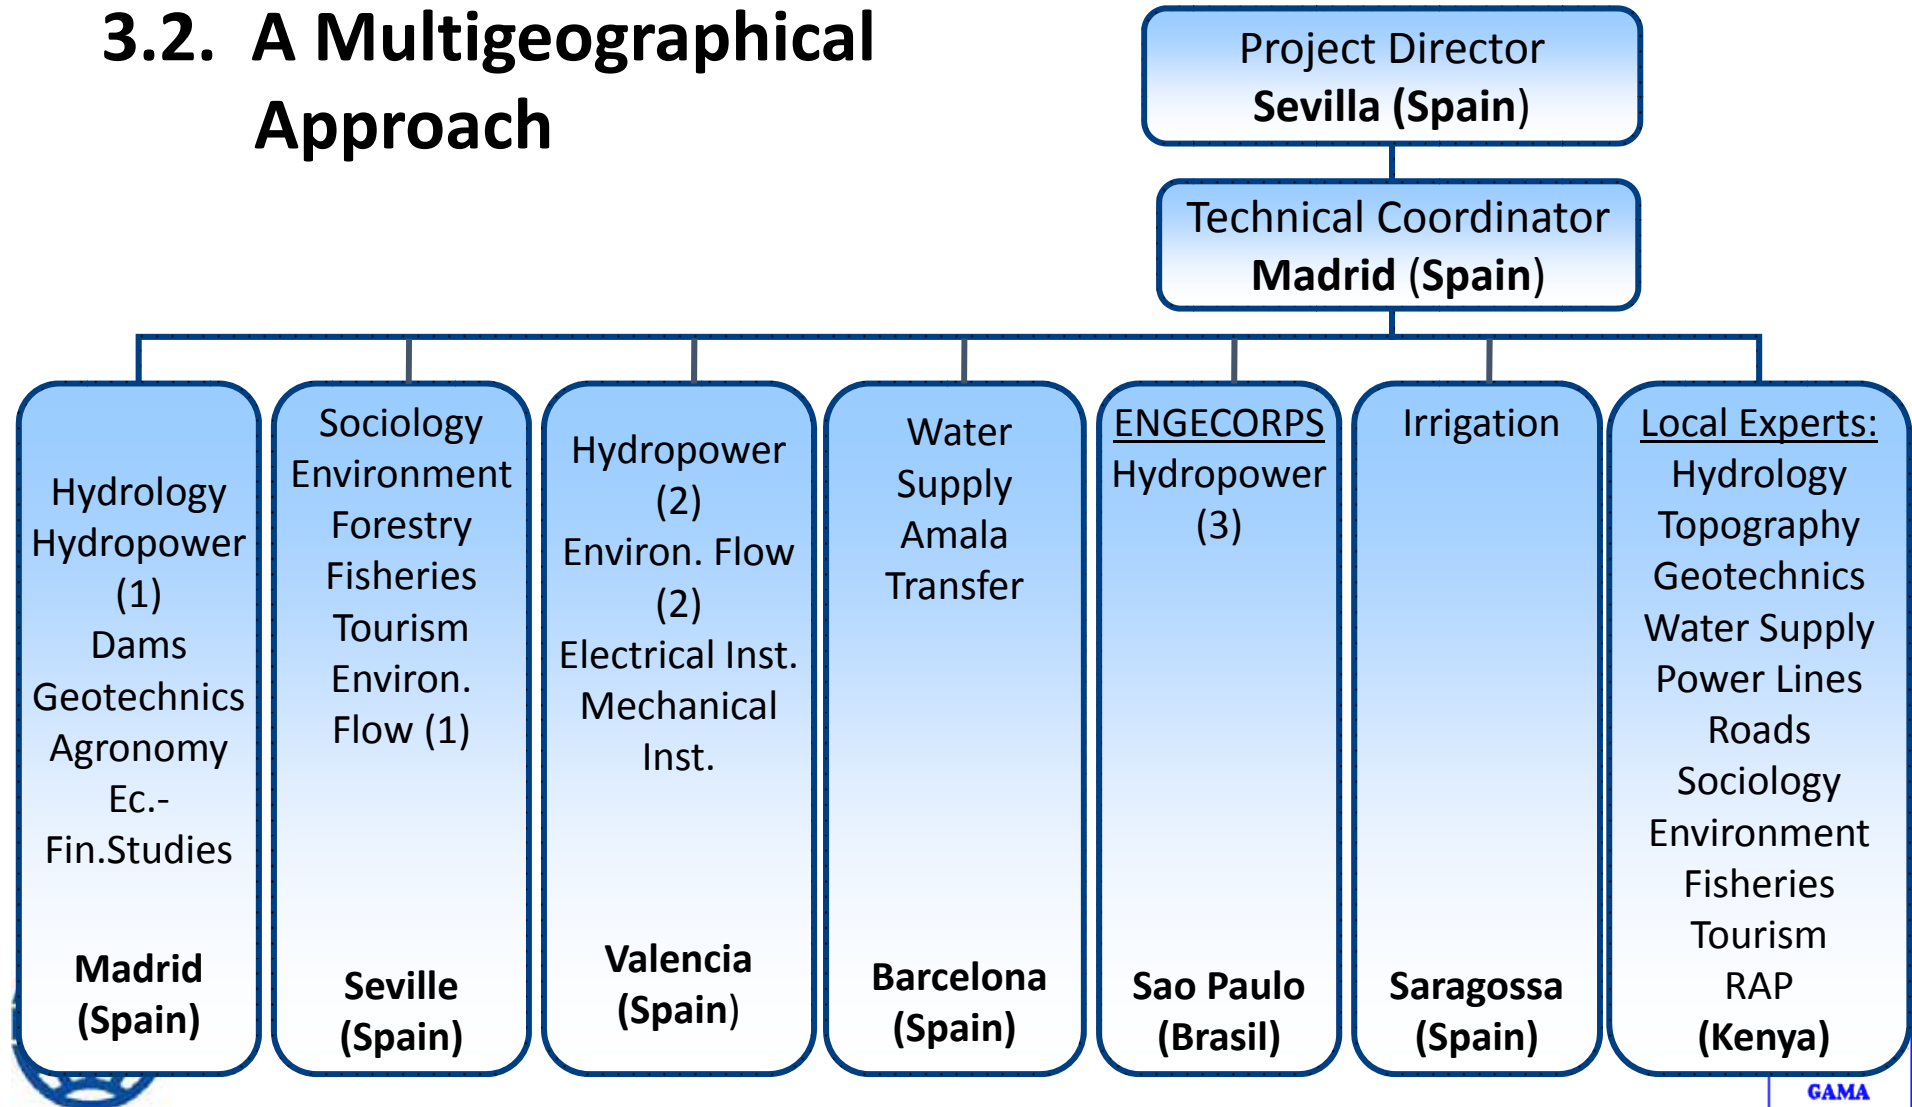 3.2. A Multigeographical
Approach
Project Director
Sevilla (Spain)
Technical Coordinator
Madrid (Spain)
Hydrology
Hydropower
(1)
Dams
Geotechnics
Agronomy
Ec.-
Fin.Studies
Madrid
(Spain)
Sociology
Environment
Forestry
Fisheries
Tourism
Environ.
Flow (1)
Seville
(Spain)
Hydropower
(2)
Environ. Flow
(2)
Electrical Inst.
Mechanical
Inst.
Valencia
(Spain)
Water
Supply
Amala
Transfer
Barcelona
(Spain)
ENGECORPS
Hydropower
(3)
Sao Paulo
(Brasil)
Irrigation
Saragossa
(Spain)
Local Experts:
Hydrology
Topography
Geotechnics
Water Supply
Power Lines
Roads
Sociology
Environment
Fisheries
Tourism
RAP
(Kenya)
GAMA